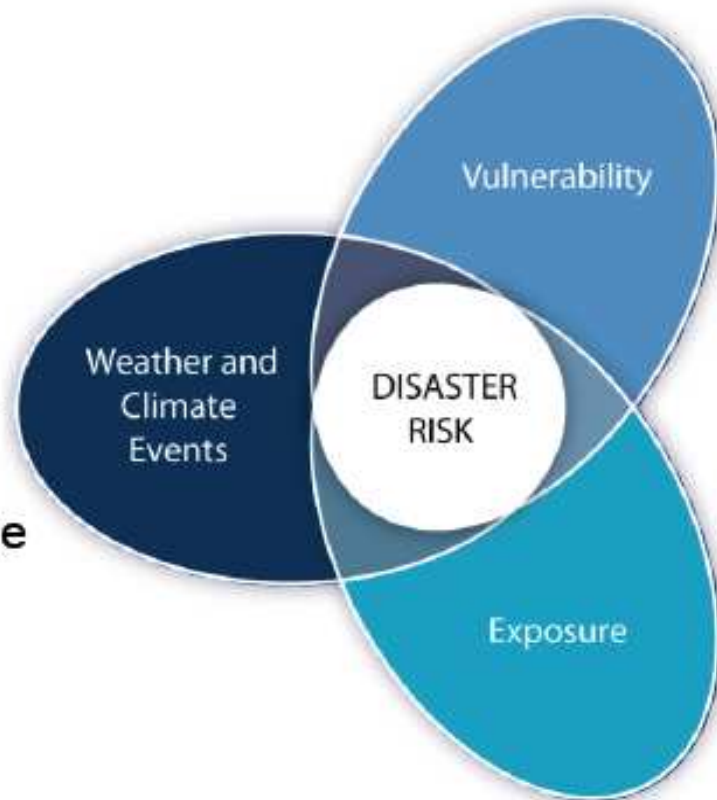 Vulnerability
Weather and
Climate
Events
DISASTER
RISK
e
Exposure